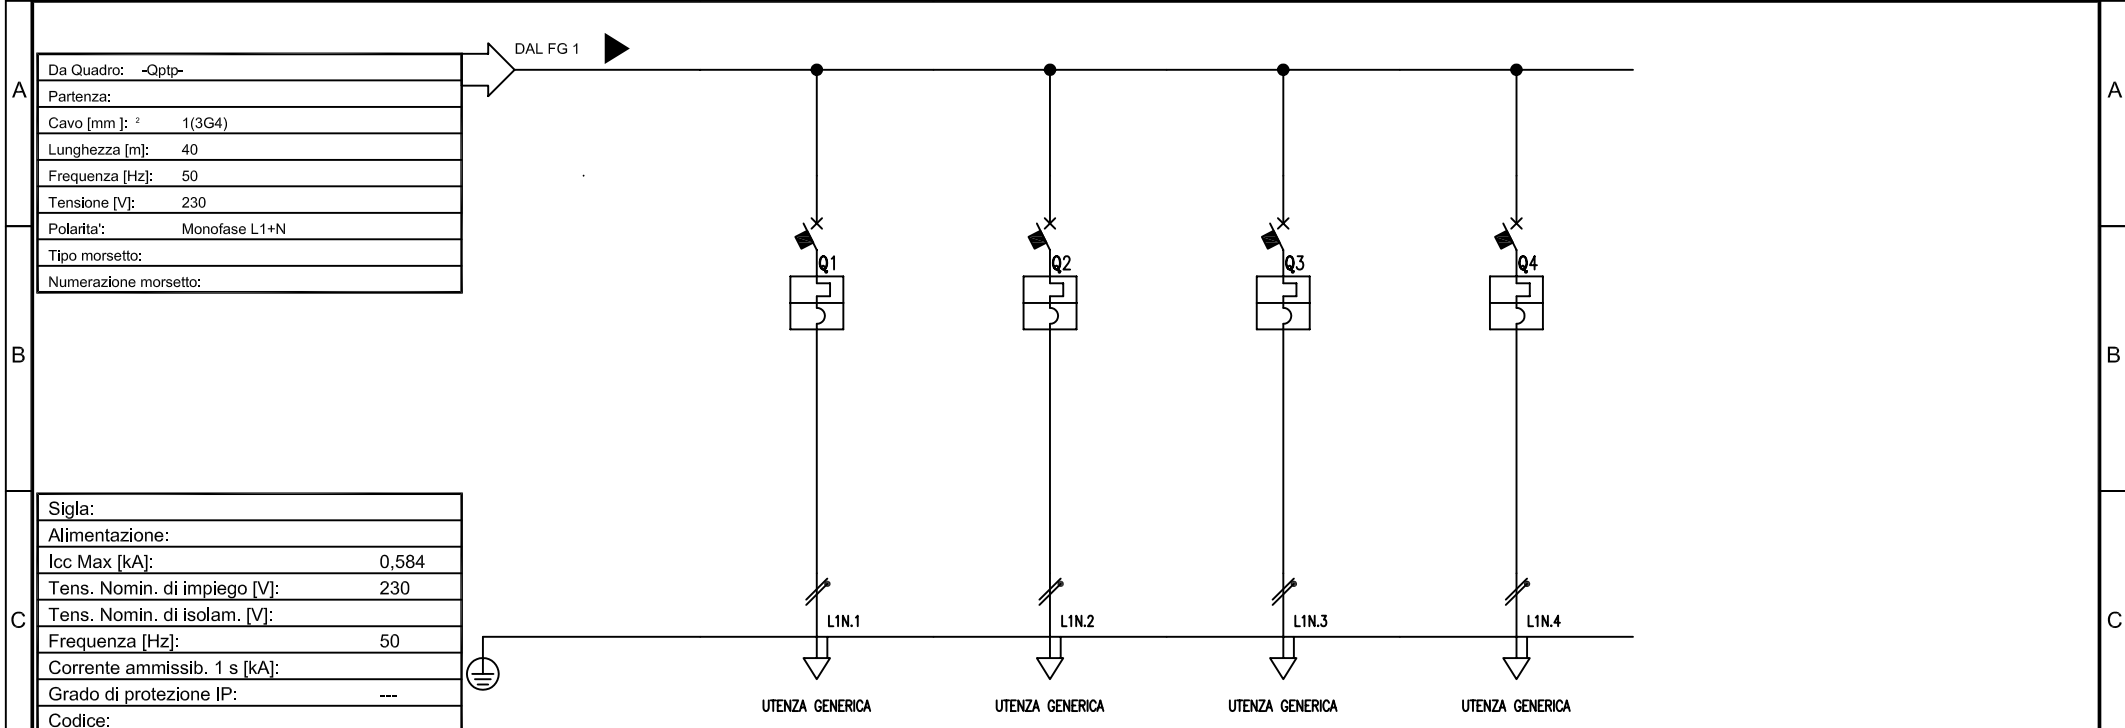 DAL FG 1
A
A
Da Quadro: -Qptp-
Partenza:
Cavo [mm ]: ² 1(3G4)
Lunghezza [m]: 40
Frequenza [Hz]: 50
Tensione [V]: 230
Polarita': Monofase L1+N
Tipo morsetto:
Numerazione morsetto:
Q1 Q2 Q3 Q4
B
B
Sigla:
Alimentazione:
Icc Max [kA]: 0,584
Tens. Nomin. di impiego [V]: 230
Tens. Nomin. di isolam. [V]:
Frequenza [Hz]: 50
Corrente ammissib. 1 s [kA]:
Grado di protezione IP: ---
Codice:
C
C
L1N.1 L1N.2 L1N.3 L1N.4
UTENZA GENERICA UTENZA GENERICA UTENZA GENERICA UTENZA GENERICA